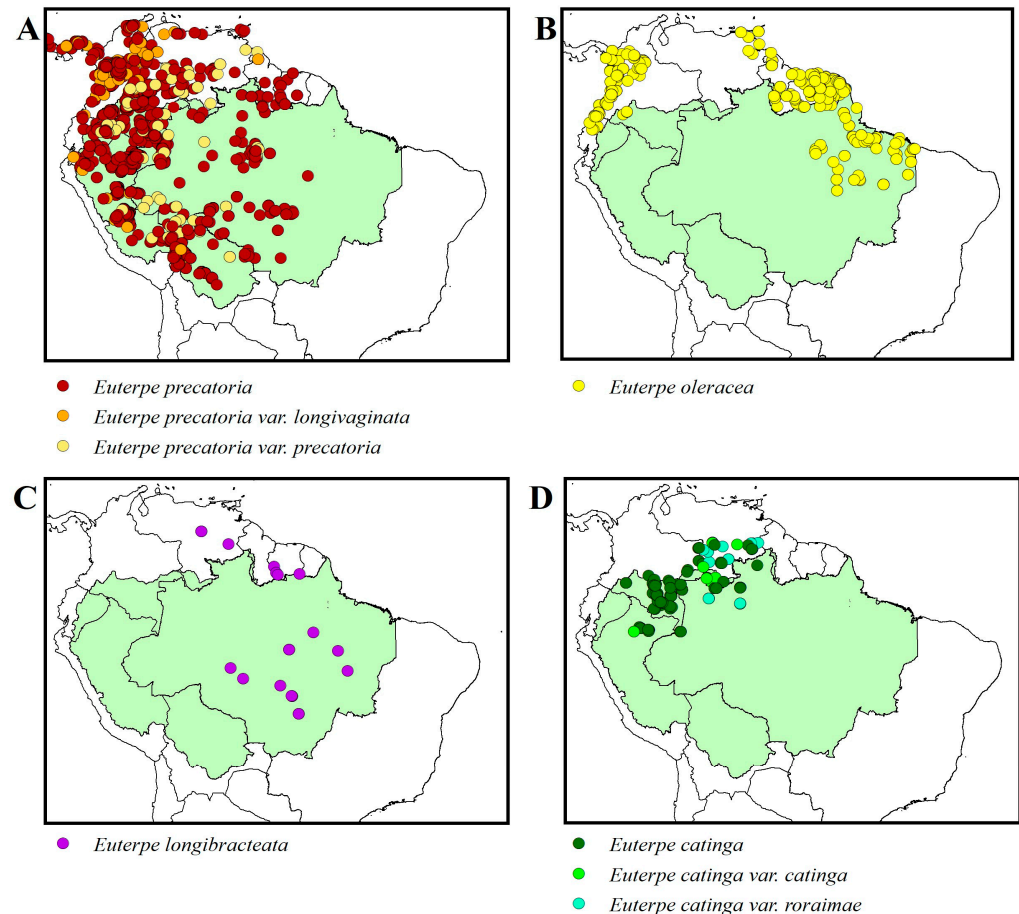 A
B
Euterpe precatoria
Euterpe precatoria var. longivaginata
Euterpe precatoria var. precatoria
Euterpe oleracea
C
D
Euterpe longibracteata
Euterpe catinga
Euterpe catinga var. catinga
Euterpe catinga var. roraimae